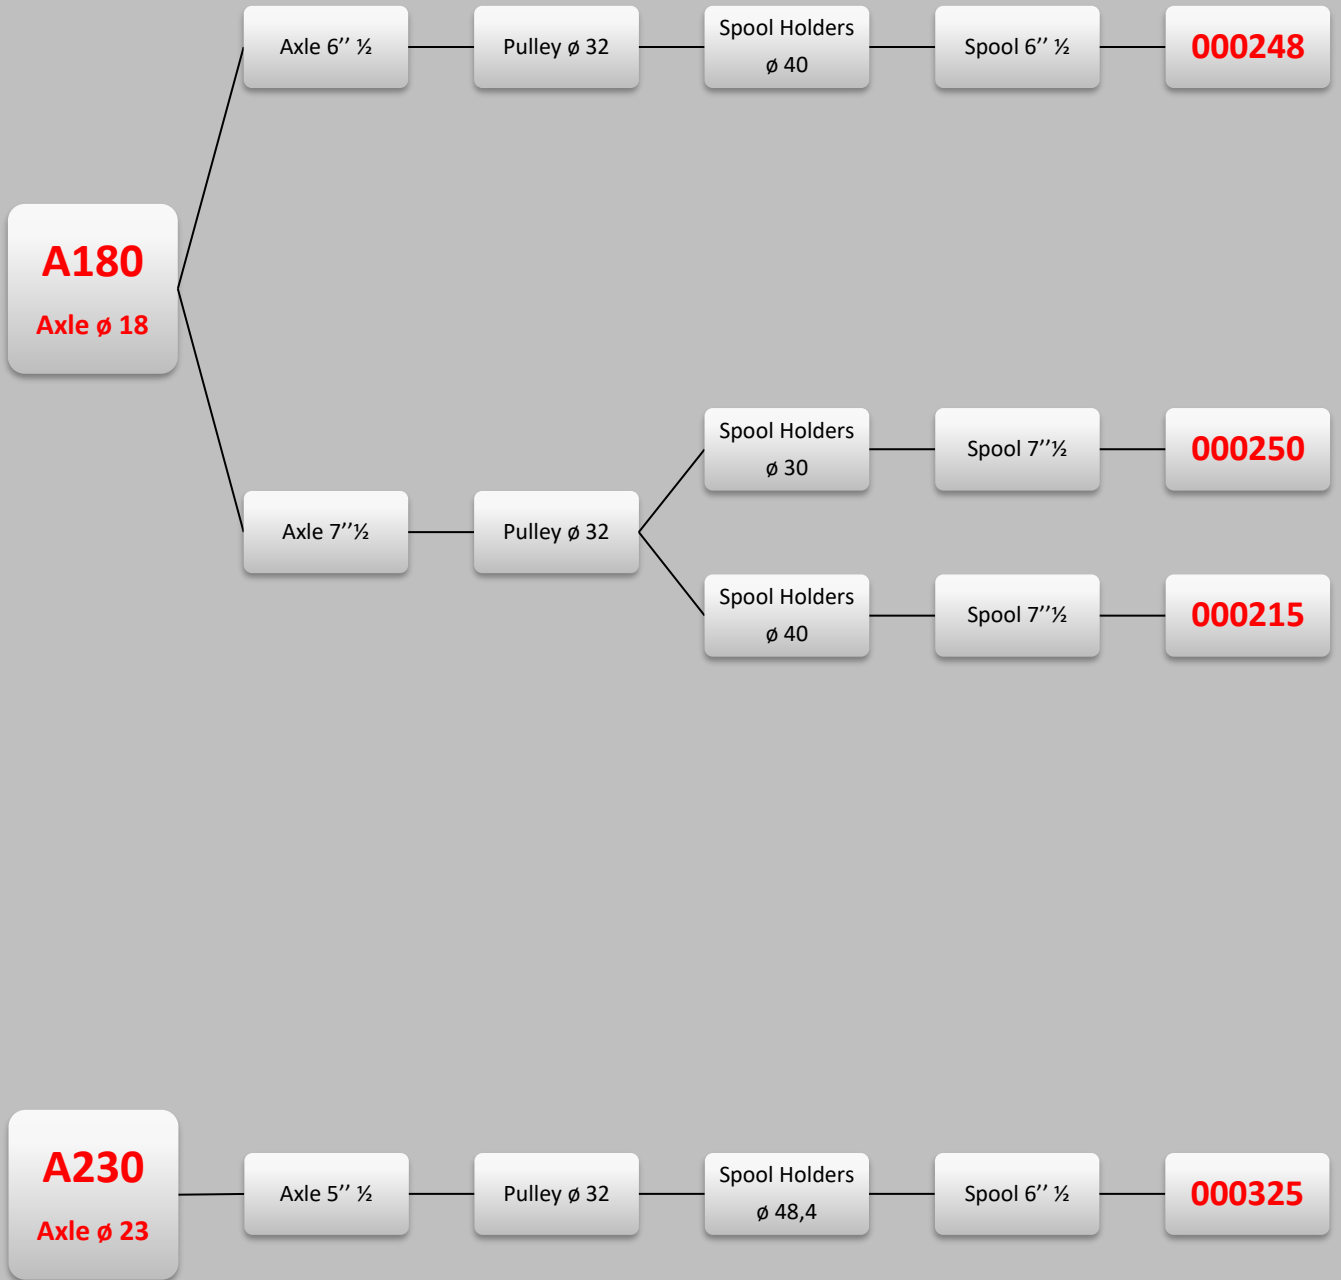 Axle 6’’ ½
Pulley ø 32
Spool Holders
ø 40
Spool 6’’ ½
000248
A180
Axle ø 18
Axle 7’’½
Pulley ø 32
Spool Holders
ø 30
Spool 7’’½
000250
Spool Holders
ø 40
Spool 7’’½
000215
A230
Axle ø 23
Axle 5’’ ½
Pulley ø 32
Spool Holders
ø 48,4
Spool 6’’ ½
000325